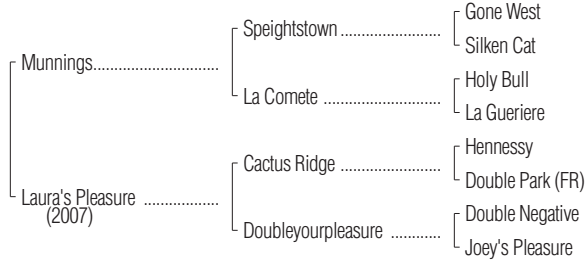 Gone West
Speightstown ....................
Silken Cat
Munnings.........................
Holy Bull
La Comete .......................
La Gueriere
Hennessy
Cactus Ridge ....................
Double Park (FR)
Laura's Pleasure ...............
(2007)
Double Negative
Doubleyourpleasure ............
Joey's Pleasure